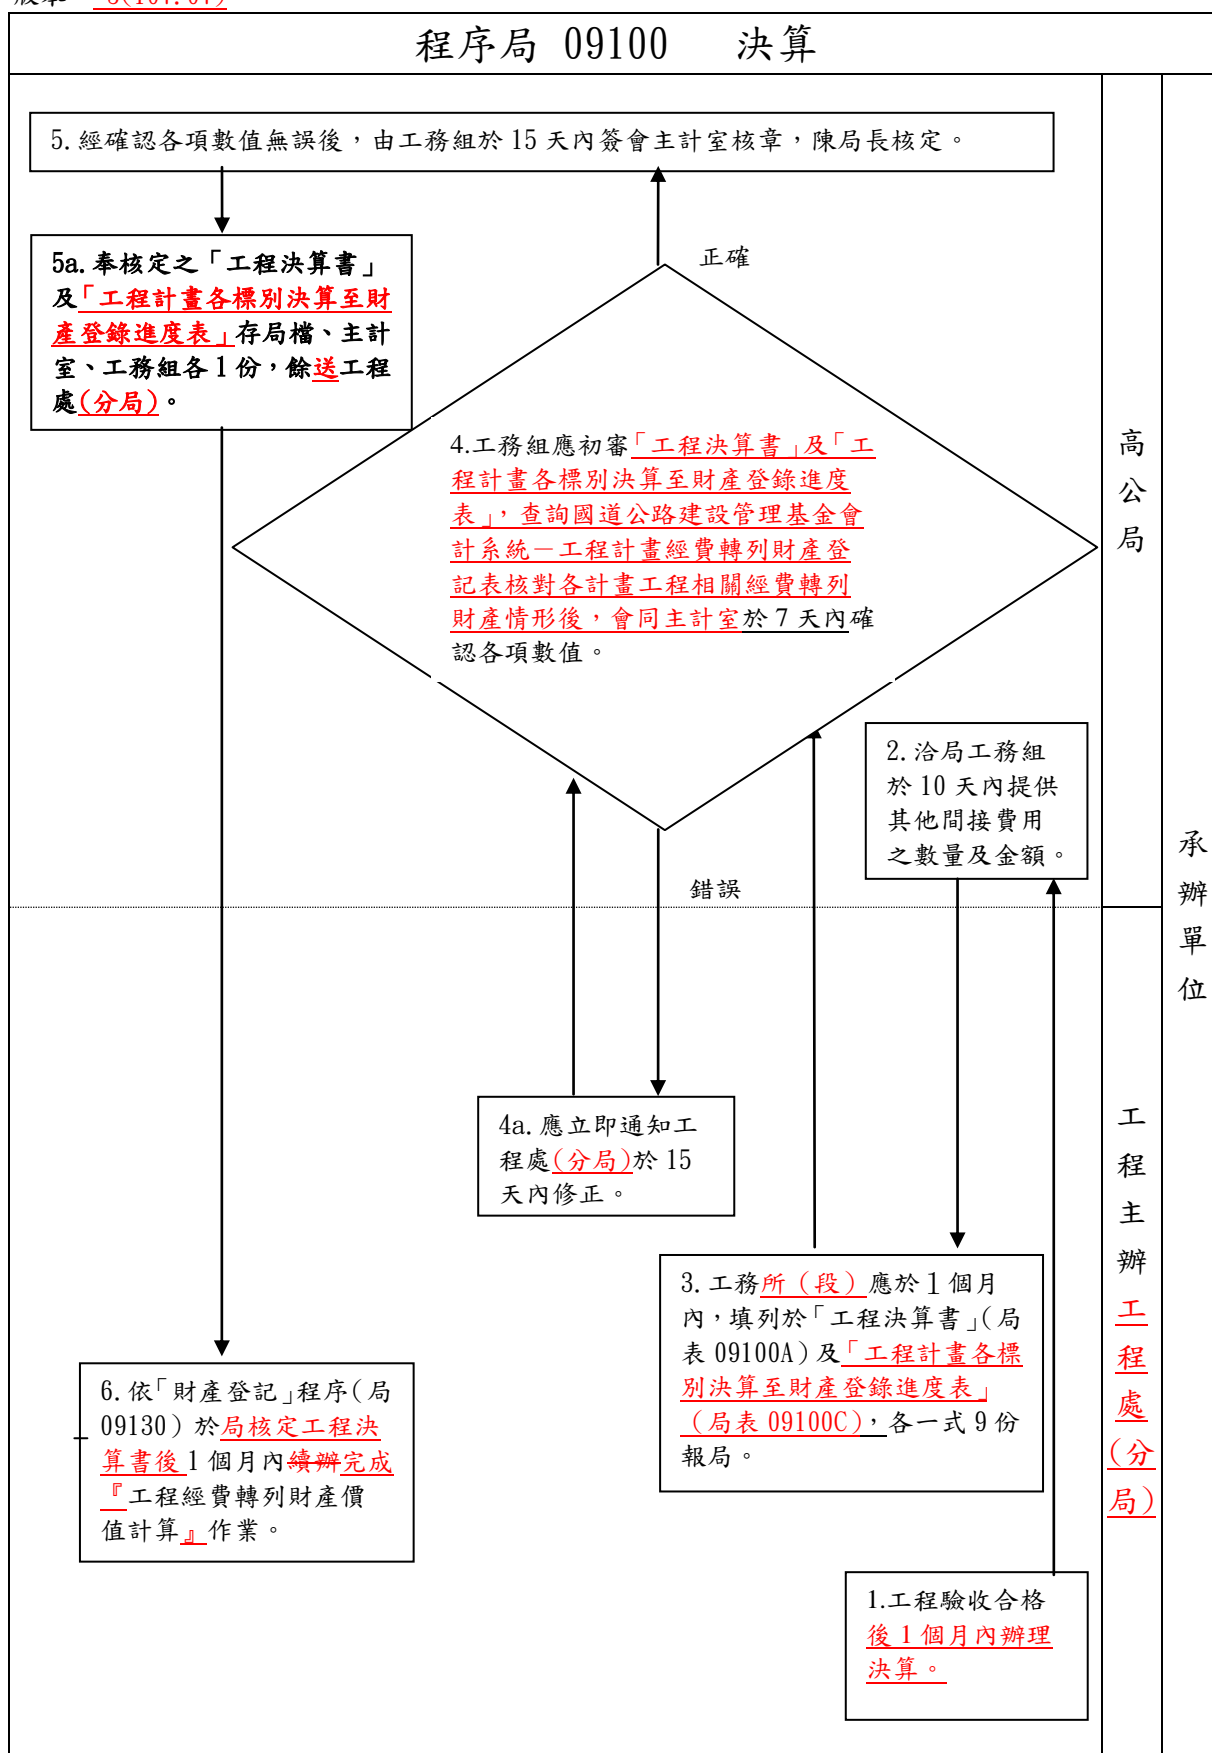 程序局 09100 決算
5.經確認各項數值無誤後，由工務組於15天內簽會主計室核章，陳局長核定。
5a.奉核定之「工程決算書」
及「工程計畫各標別決算至財
產登錄進度表」存局檔、主計
室、工務組各1份，餘送工程
處(分局)。
正確
4.工務組應初審「工程決算書」及「工
程計畫各標別決算至財產登錄進度
表」，查詢國道公路建設管理基金會
計系統－工程計畫經費轉列財產登
記表核對各計畫工程相關經費轉列
財產情形後，會同主計室於7天內確
認各項數值。
2.洽局工務組
於10天內提供
其他間接費用
之數量及金額。
錯誤
高公局
承辦單位
4a.應立即通知工
程處(分局)於15
天內修正。
3.工務所（段）應於1個月
內，填列於「工程決算書」(局
表09100A)及「工程計畫各標
別決算至財產登錄進度表」
（局表09100C)，各一式9份
報局。
6.依「財產登記」程序(局
09130)於局核定工程決
算書後1個月內續辦完成
『工程經費轉列財產價
值計算』作業。
1.工程驗收合格
後1個月內辦理
決算。
工程主辦工程處(分局)